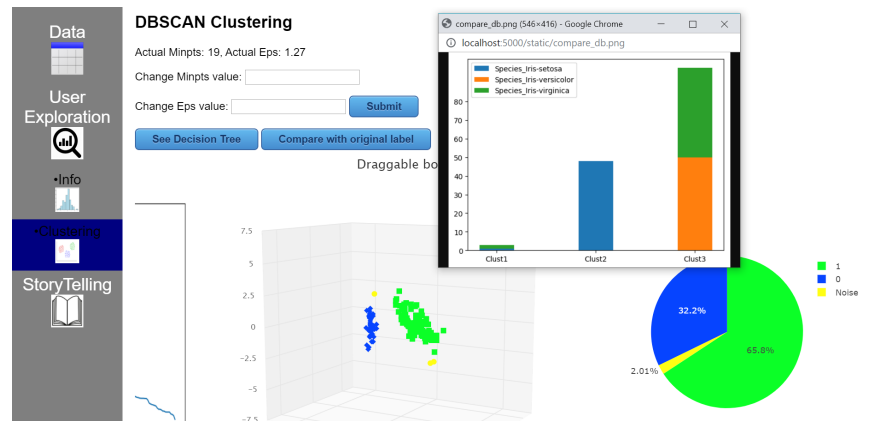 Data
User
Exploration
•Info
•Clustering
StoryTelling
DBSCAN Clustering
Actual Minpts: 19, Actual Eps: 1.27
Change Minpts value:
Change Eps value:
Submit
See Decision Tree
Compare with original label
Draggable bo
7.5
5
2.5
0
−2.5
−5
−7.5
compare_db.png (546×416) - Google Chrome
localhost:5000/static/compare_db.png
Species_Iris-setosa
Species_Iris-versicolor
Species_Iris-virginica
80
70
60
50
40
30
20
10
0
Clust1
Clust2
Clust3
32.2%
65.8%
2.01%
1
0
Noise